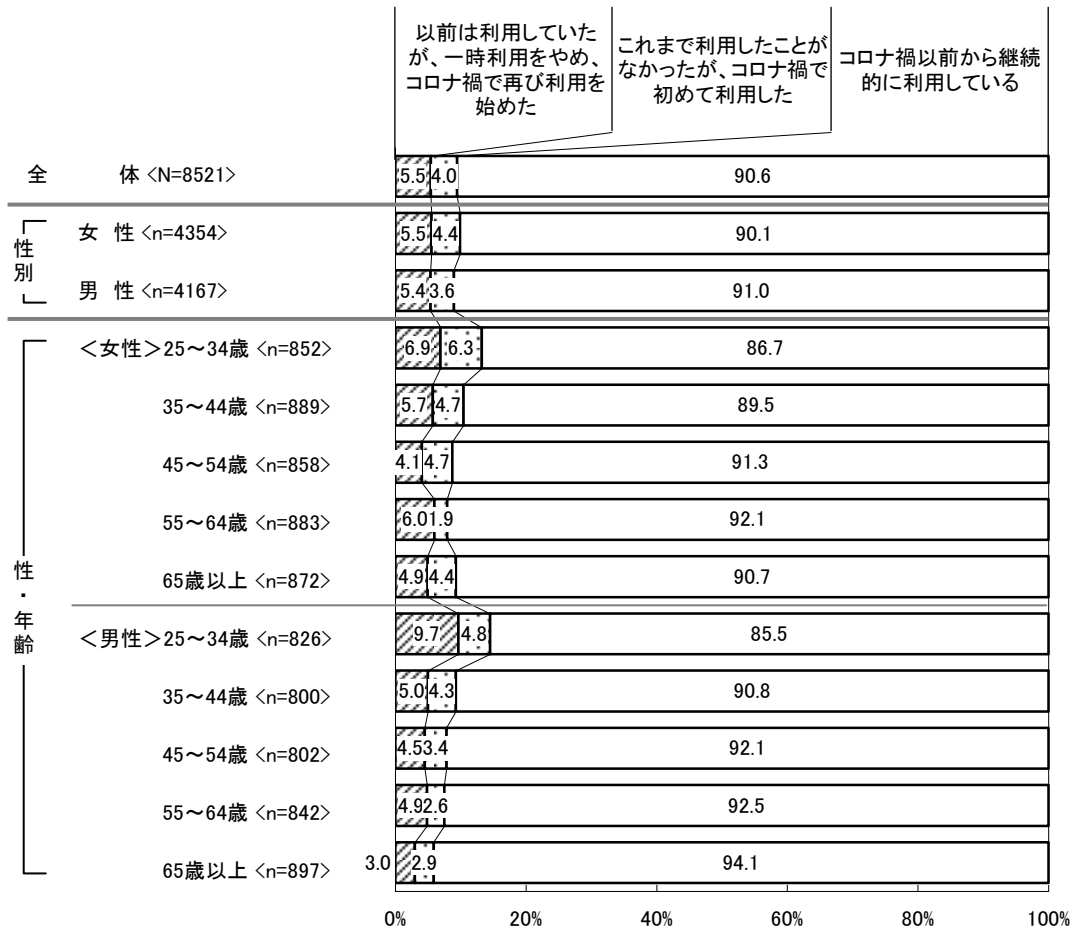 以前は利用していた
が、一時利用をやめ、
コロナ禍で再び利用を
始めた
これまで利用したことが
なかったが、コロナ禍で
初めて利用した
コロナ禍以前から継続
的に利用している
全 体 <N=8521> 5.5 4.0 90.6
性別
女 性 <n=4354> 5.5 4.4 90.1
男 性 <n=4167> 5.4 3.6 91.0
性・年齢
＜女性＞25～34歳 <n=852> 6.9 6.3 86.7
35～44歳 <n=889> 5.7 4.7 89.5
45～54歳 <n=858> 4.1 4.7 91.3
55～64歳 <n=883> 6.0 1.9 92.1
65歳以上 <n=872> 4.9 4.4 90.7
＜男性＞25～34歳 <n=826> 9.7 4.8 85.5
35～44歳 <n=800> 5.0 4.3 90.8
45～54歳 <n=802> 4.5 3.4 92.1
55～64歳 <n=842> 4.9 2.6 92.5
65歳以上 <n=897> 3.0 2.9 94.1
0% 20% 40% 60% 80% 100%